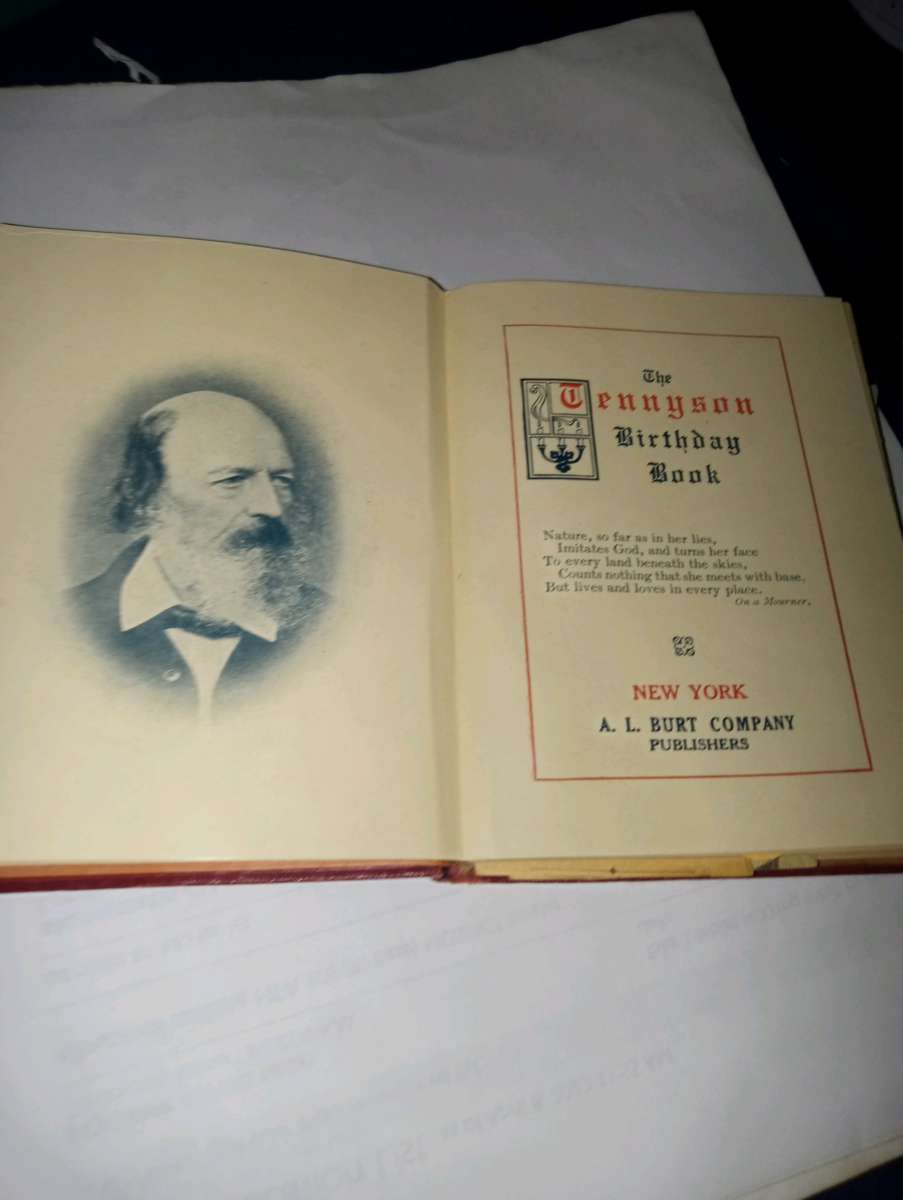 The
Tennyson
Birthday
Book
Nature, so far as in her lies,
Imitates God, and turns her face
To every land beneath the skies,
Counts nothing that she meets with base,
But lives and loves in every place.
On a Mourner.
NEW YORK
A. L. BURT COMPANY
PUBLISHERS